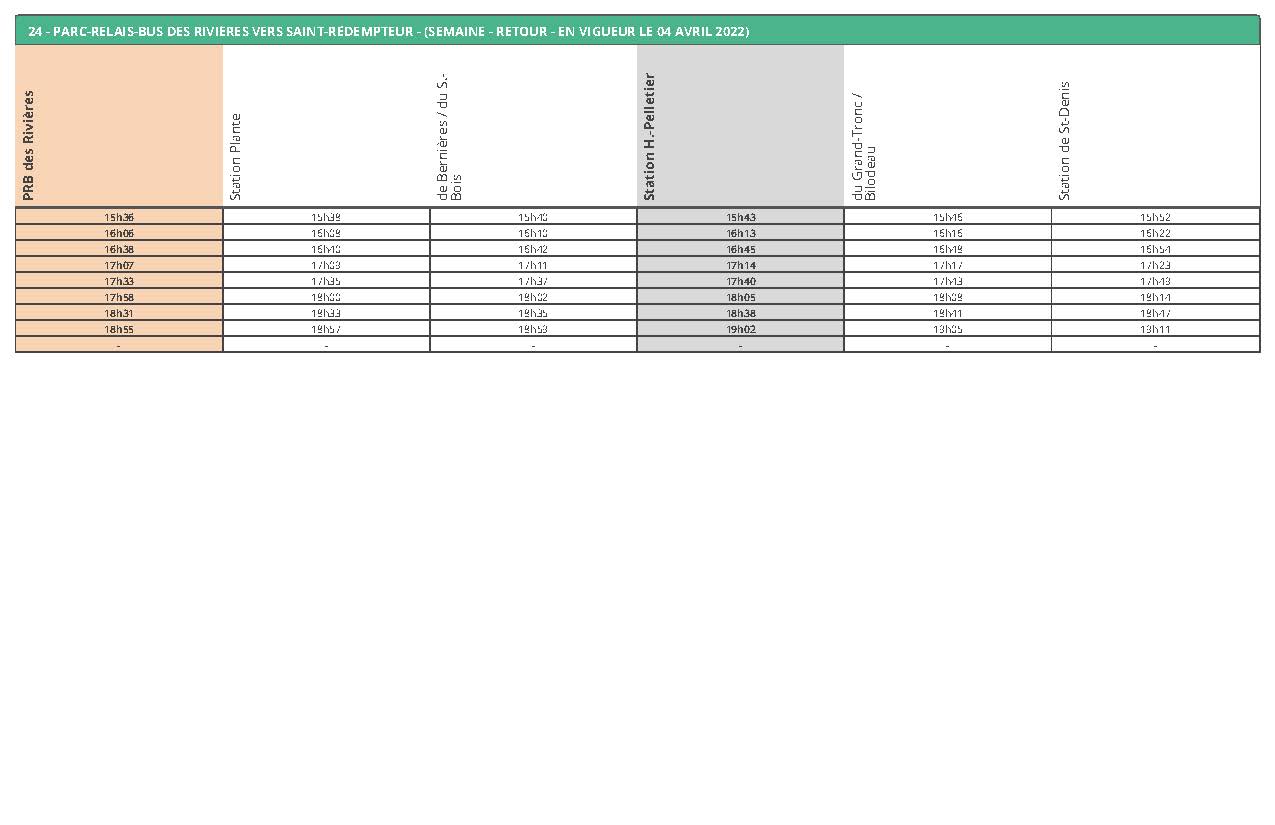 24 - PARC-RELAIS-BUS DES RIVIÈRES VERS SAINT-RÉDEMPTEUR - (SEMAINE - RETOUR - EN VIGUEUR LE 04 AVRIL 2022)
PRB des Rivières
Station Plante
de Bernières / du S.-
Bois
Station H.-Pelletier
du Grand-Tronc /
Bilodeau
Station de St-Denis
15h36 15h38 15h40 15h43 15h46 15h52
16h06 16h08 16h10 16h13 16h16 16h22
16h38 16h40 16h42 16h45 16h48 16h54
17h07 17h09 17h11 17h14 17h17 17h23
17h33 17h35 17h37 17h40 17h43 17h49
17h58 18h00 18h02 18h05 18h08 18h14
18h31 18h33 18h35 18h38 18h41 18h47
18h55 18h57 18h59 19h02 19h05 19h11
- - - - - -